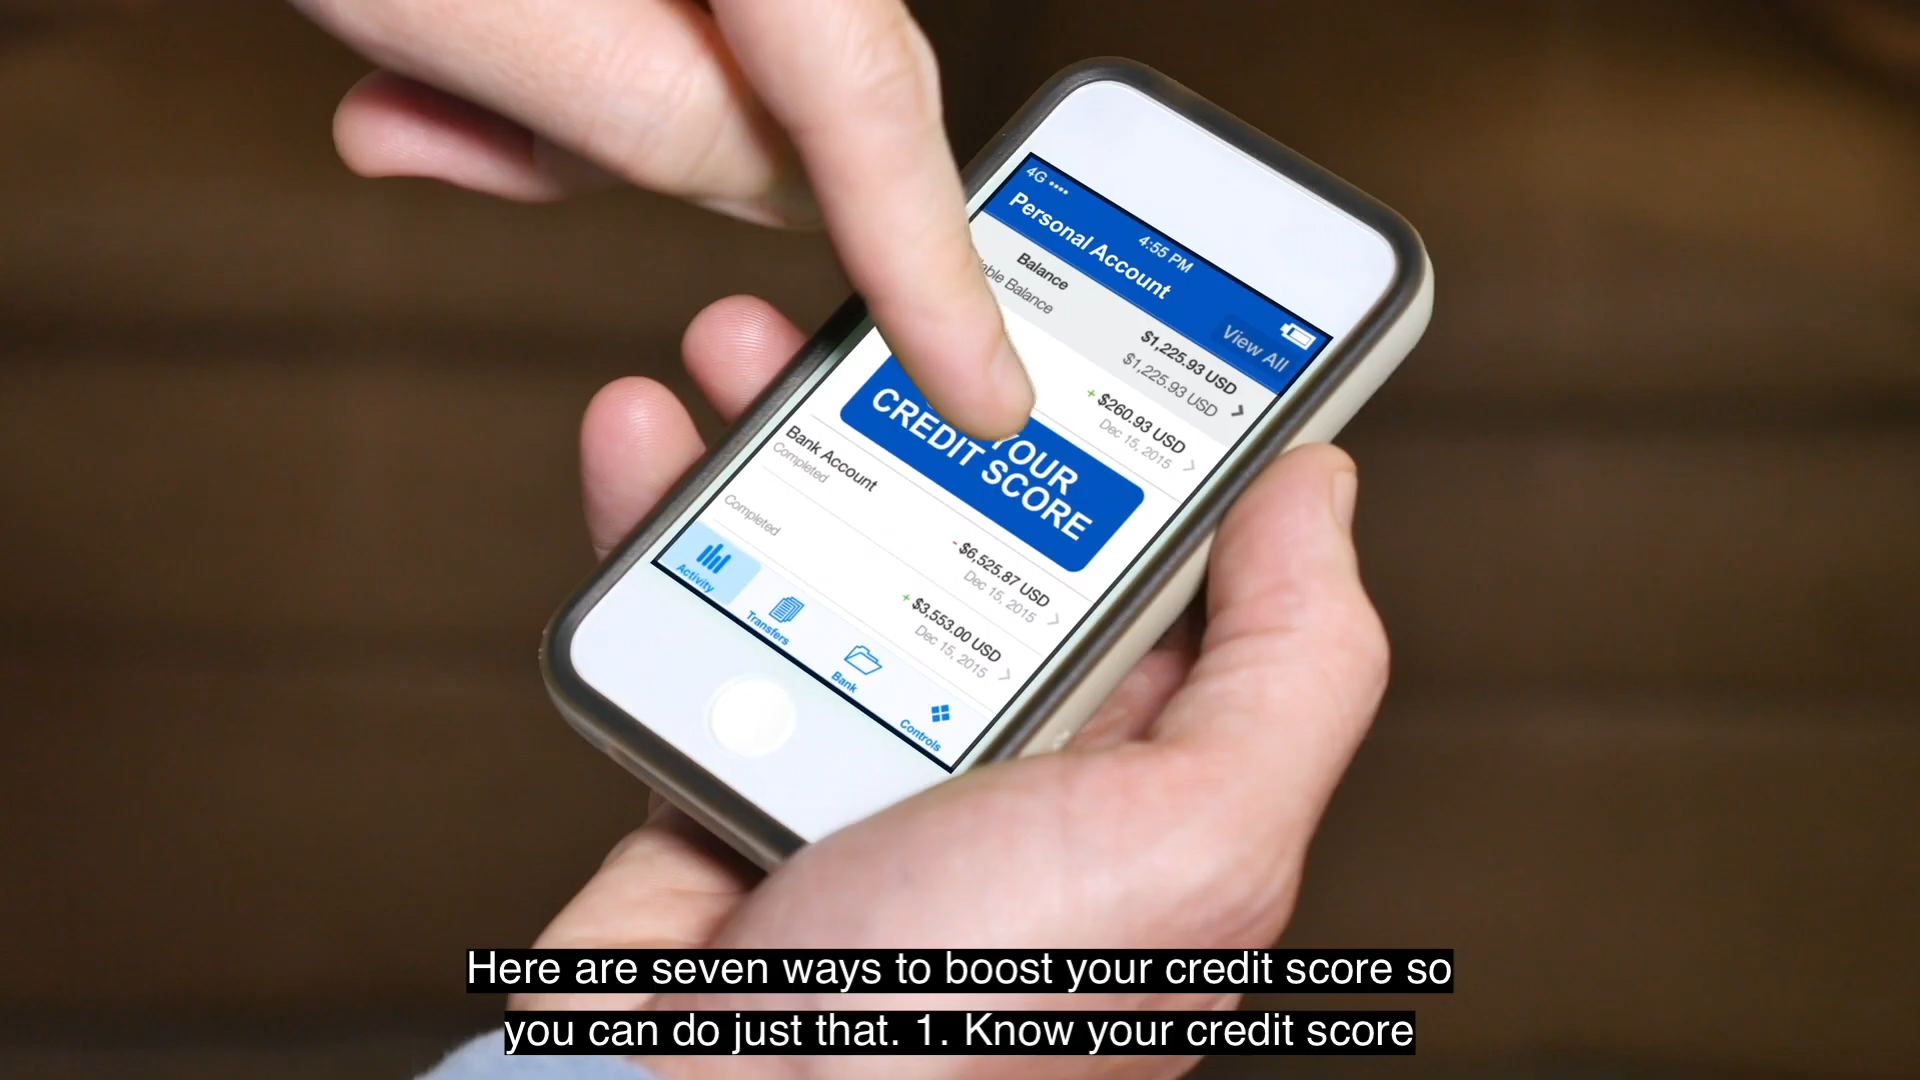 4G
4:55 PM
Personal Account
View All
Balance
$1,225.93 USD
Balance
$1,225.93 USD
+ $260.93 USD
Dec 15, 2015
YOUR
CREDIT SCORE
Bank Account
Completed
- $6,525.87 USD
Dec 15, 2015
Completed
+ $3,553.00 USD
Dec 15, 2015
Activity
Transfers
Bank
Controls
Here are seven ways to boost your credit score so
you can do just that. 1. Know your credit score